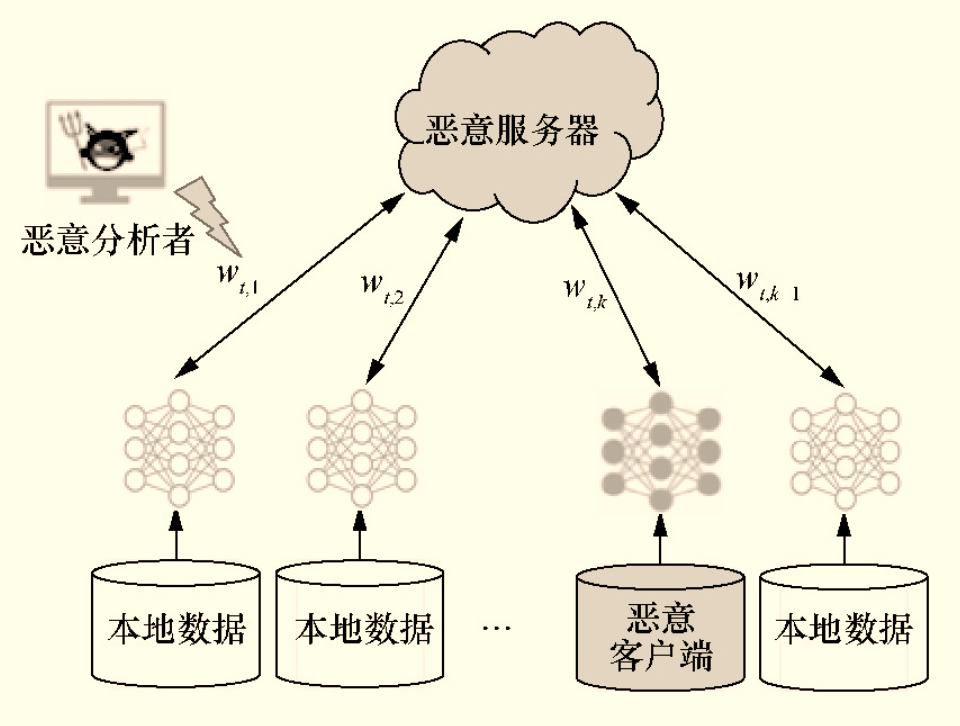 恶意服务器
恶意分析者
w_{t,1}
w_{t,2}
w_{t,k}
w_{t,k 1}
本地数据
本地数据
…
恶意
客户端
本地数据